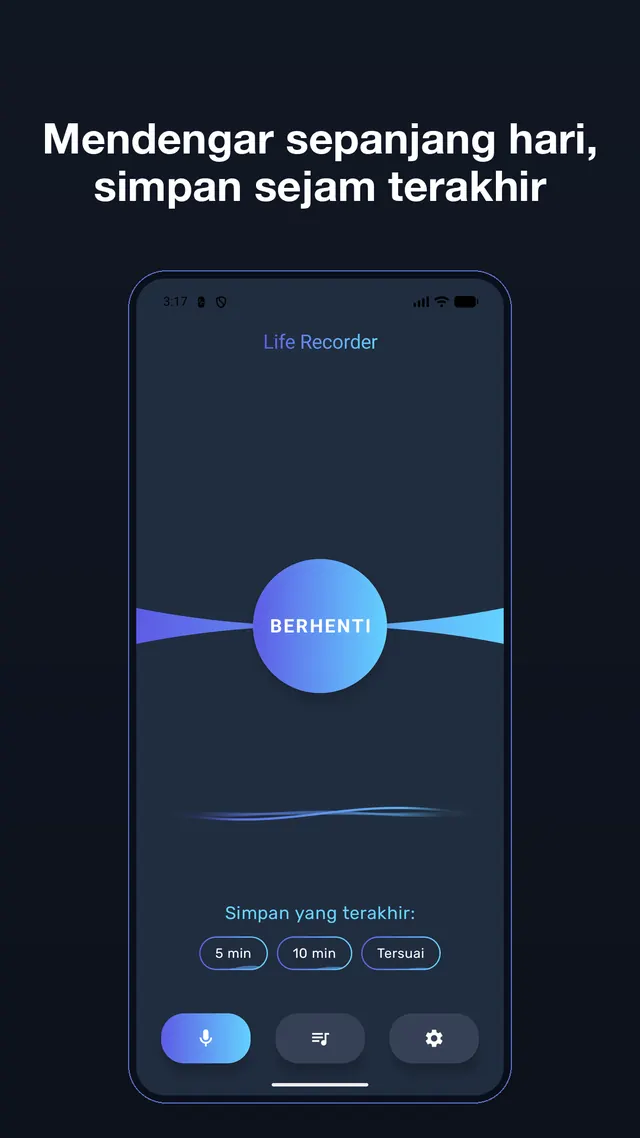 Mendengar sepanjang hari,
simpan sejam terakhir
3:17
Life Recorder
BERHENTI
Simpan yang terakhir:
5 min
10 min
Tersuai